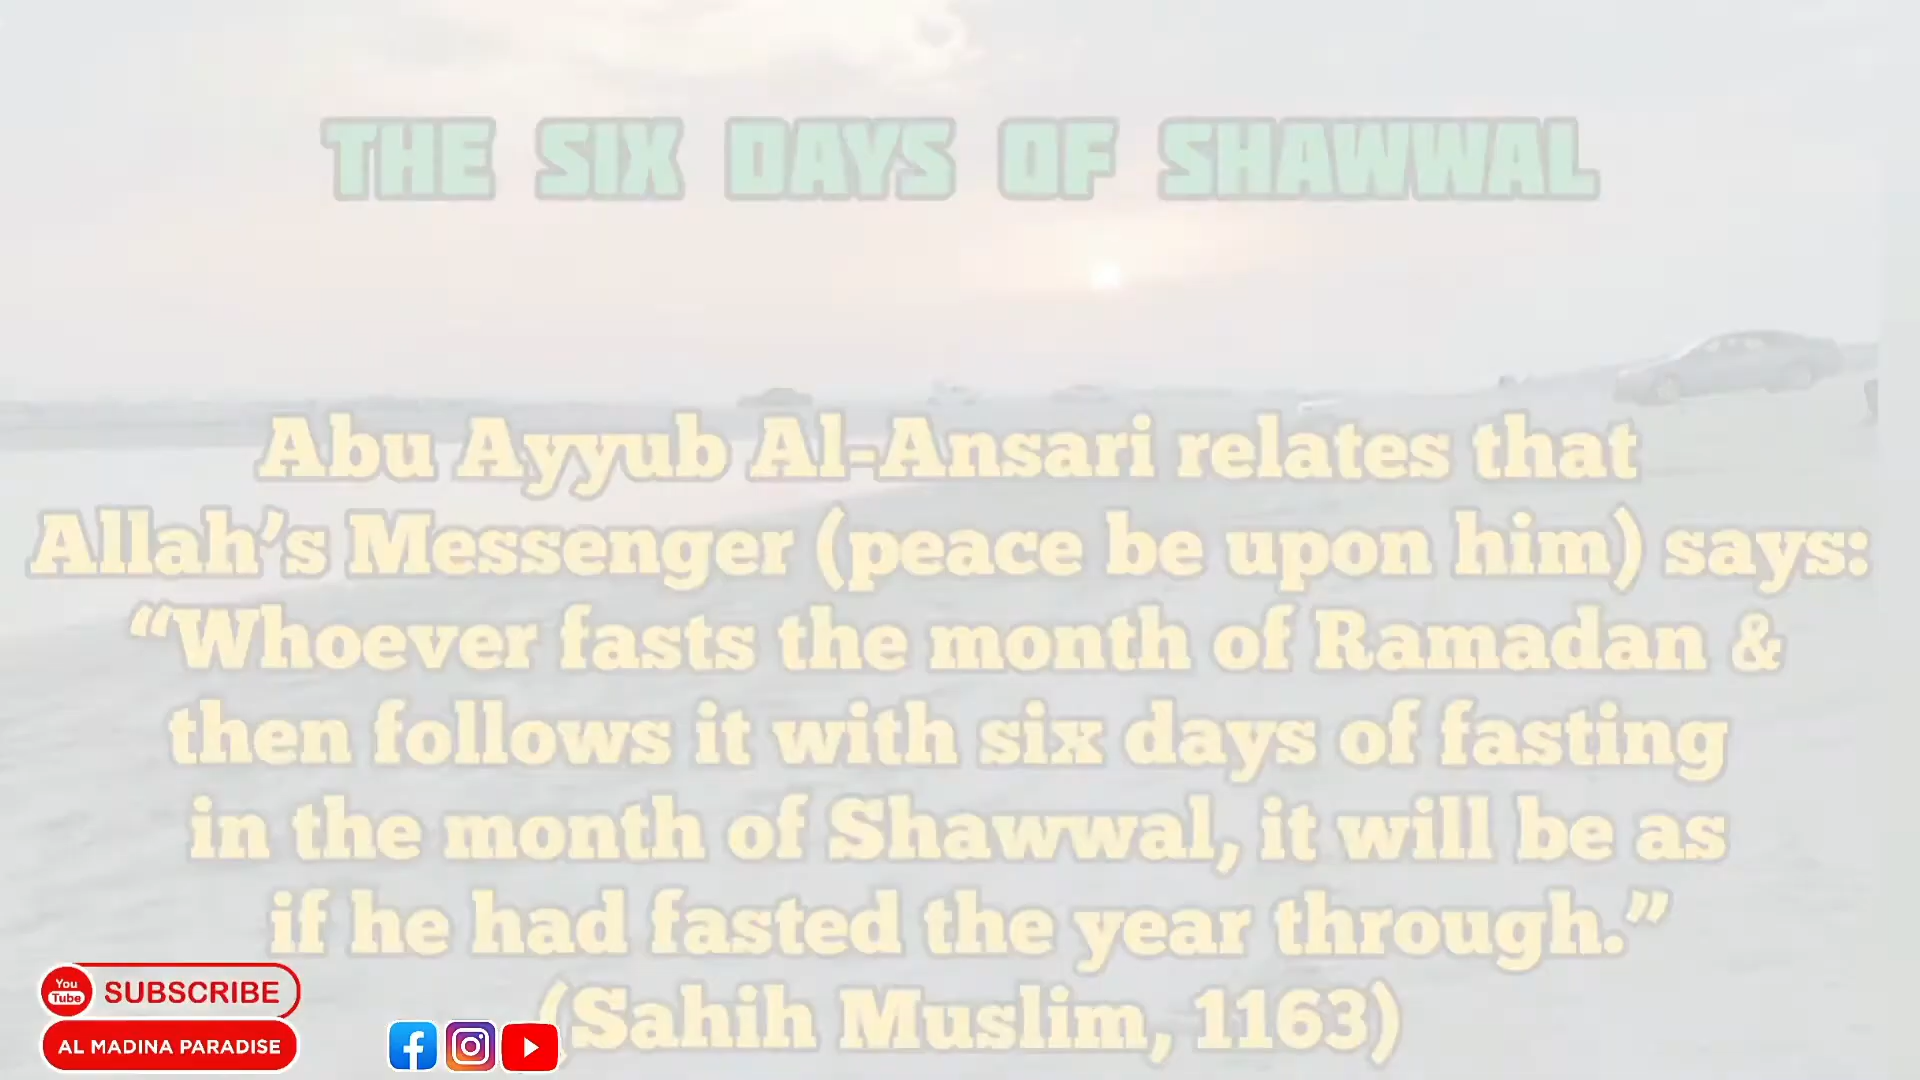 THE SIX DAYS OF SHAWWAL
Abu Ayyub Al-Ansari relates that
Allah’s Messenger (peace be upon him) says:
“Whoever fasts the month of Ramadan &
then follows it with six days of fasting
in the month of Shawwal, it will be as
if he had fasted the year through.”
(Sahih Muslim, 1163)
You
Tube
SUBSCRIBE
AL MADINA PARADISE